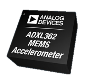 ANALOG
DEVICES
ADXL362
MEMS
Accelerometer